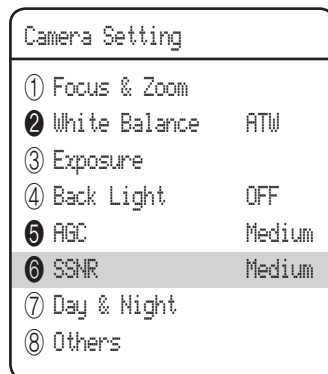 Camera Setting
① Focus & Zoom
❷ White Balance ATW
③ Exposure
④ Back Light OFF
❺ AGC Medium
❻ SSNR Medium
⑦ Day & Night
⑧ Others